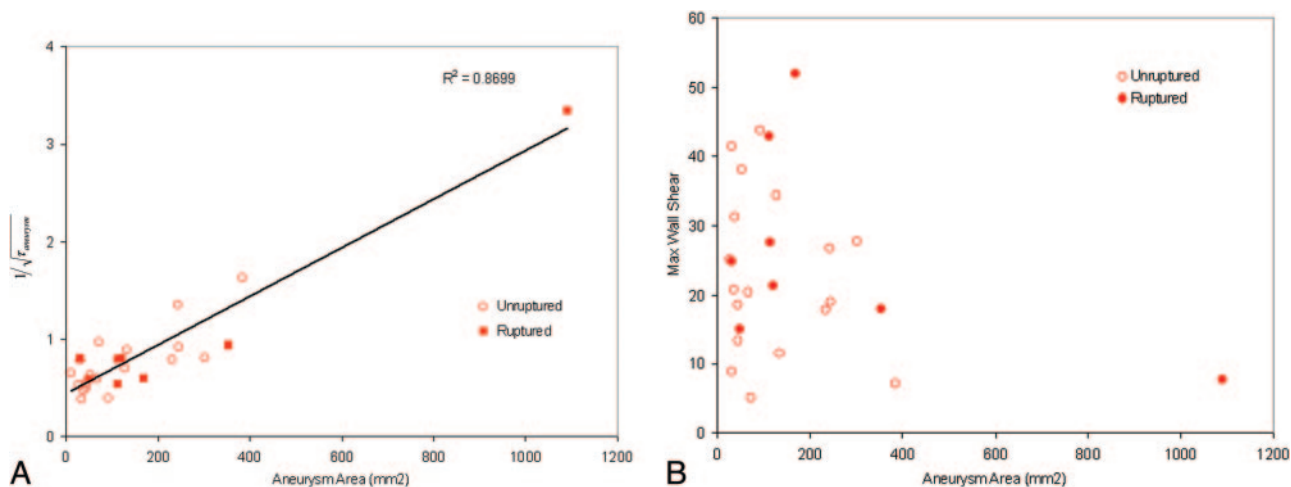 4
3
2
1
0
1/√τaneurysm
R² = 0.8699
Unruptured
Ruptured
0 200 400 600 800 1000 1200
Aneurysm Area (mm2)
A
60
50
40
30
20
10
0
Max Wall Shear
Unruptured
Ruptured
0 200 400 600 800 1000 1200
Aneurysm Area (mm2)
B